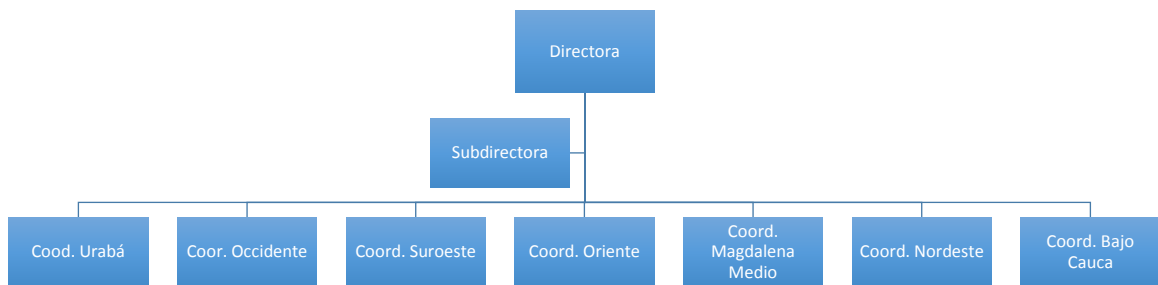 Directora
Subdirectora
Cood. Urabá
Coor. Occidente
Coord. Suroeste
Coord. Oriente
Coord.
Magdalena
Medio
Coord. Nordeste
Coord. Bajo
Cauca